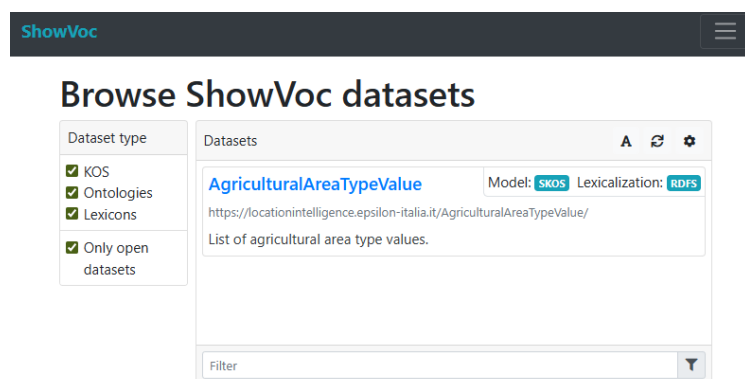 ShowVoc
Browse ShowVoc datasets
Dataset type
KOS
Ontologies
Lexicons
Only open
datasets
Datasets
A
AgriculturalAreaTypeValue
Model: SKOS Lexicalization: RDFS
https://locationintelligence.epsilon-italia.it/AgriculturalAreaTypeValue/
List of agricultural area type values.
Filter